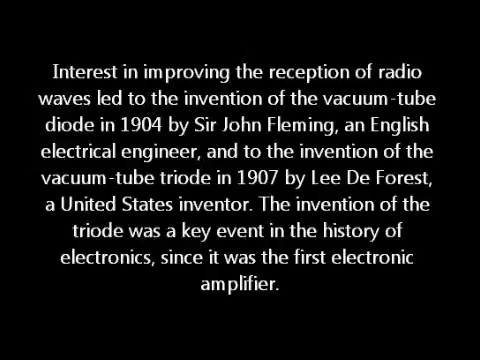 Interest in improving the reception of radio
waves led to the invention of the vacuum-tube
diode in 1904 by Sir John Fleming, an English
electrical engineer, and to the invention of the
vacuum-tube triode in 1907 by Lee De Forest,
a United States inventor. The invention of the
triode was a key event in the history of
electronics, since it was the first electronic
amplifier.